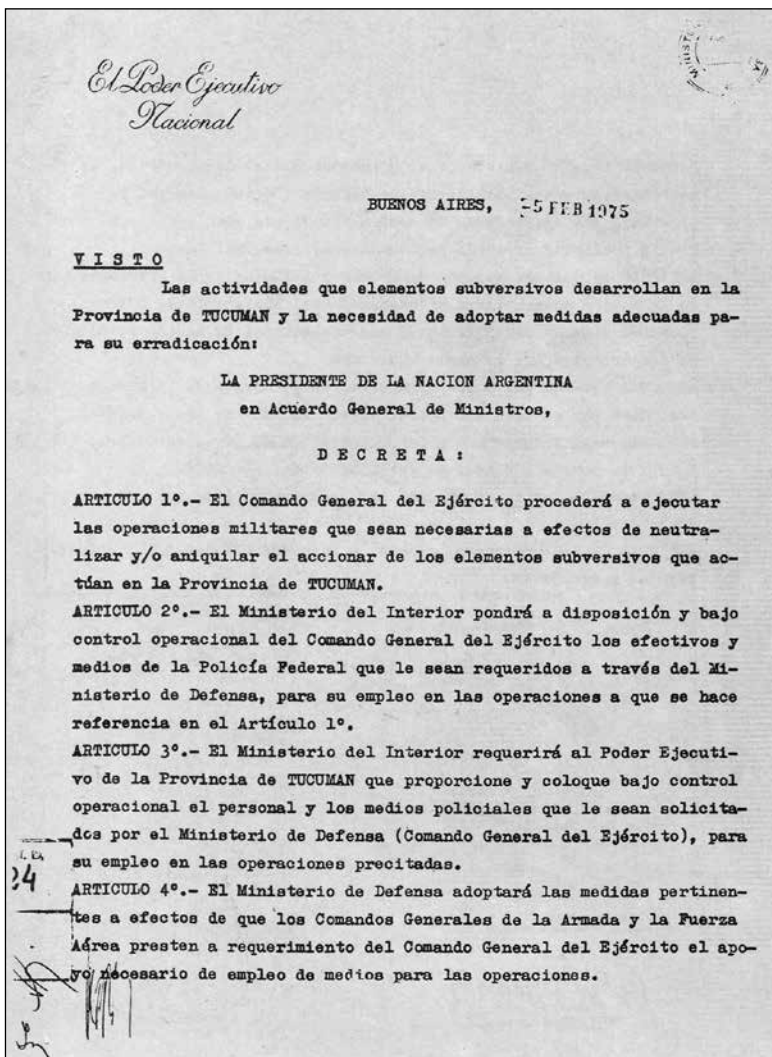 El Poder Ejecutivo
Nacional
MINISTE
BUENOS AIRES, -5 FEB 1975
VISTO
Las actividades que elementos subversivos desarrollan en la
Provincia de TUCUMAN y la necesidad de adoptar medidas adecuadas pa-
ra su erradicación:
LA PRESIDENTE DE LA NACION ARGENTINA
en Acuerdo General de Ministros,
DECRETA:
ARTICULO 1º.- El Comando General del Ejército procederá a ejecutar
las operaciones militares que sean necesarias a efectos de neutra-
lizar y/o aniquilar el accionar de los elementos subversivos que ac-
túan en la Provincia de TUCUMAN.
ARTICULO 2º.- El Ministerio del Interior pondrá a disposición y bajo
control operacional del Comando General del Ejército los efectivos y
medios de la Policía Federal que le sean requeridos a través del Mi-
nisterio de Defensa, para su empleo en las operaciones a que se hace
referencia en el Artículo 1º.
ARTICULO 3º.- El Ministerio del Interior requerirá al Poder Ejecuti-
vo de la Provincia de TUCUMAN que proporcione y coloque bajo control
operacional el personal y los medios policiales que le sean solicita-
dos por el Ministerio de Defensa (Comando General del Ejército), para
su empleo en las operaciones precitadas.
24
ARTICULO 4º.- El Ministerio de Defensa adoptará las medidas pertinen-
tes a efectos de que los Comandos Generales de la Armada y la Fuerza
Aérea presten a requerimiento del Comando General del Ejército el apo-
yo necesario de empleo de medios para las operaciones.